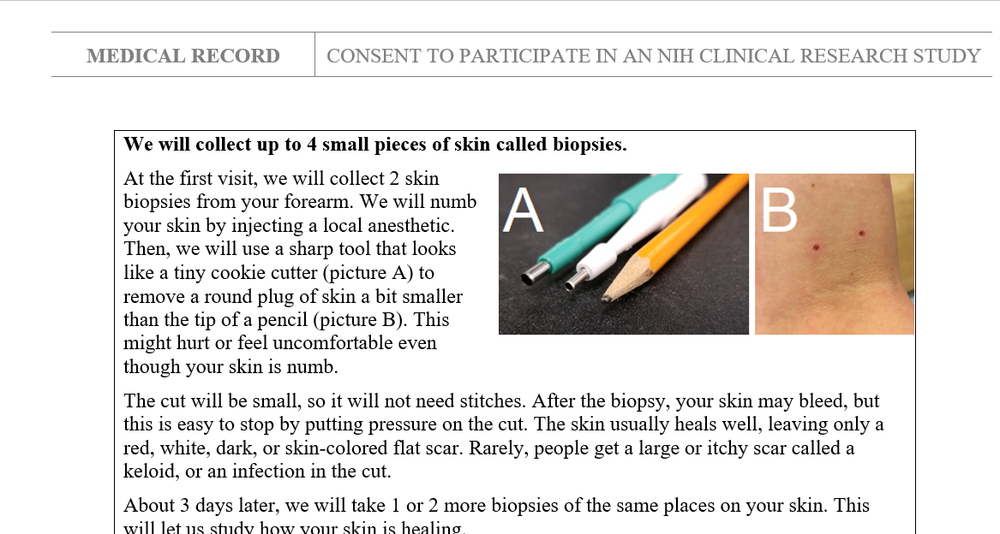 MEDICAL RECORD
CONSENT TO PARTICIPATE IN AN NIH CLINICAL RESEARCH STUDY
We will collect up to 4 small pieces of skin called biopsies.
At the first visit, we will collect 2 skin
biopsies from your forearm. We will numb
your skin by injecting a local anesthetic.
Then, we will use a sharp tool that looks
like a tiny cookie cutter (picture A) to
remove a round plug of skin a bit smaller
than the tip of a pencil (picture B). This
might hurt or feel uncomfortable even
though your skin is numb.
A
B
The cut will be small, so it will not need stitches. After the biopsy, your skin may bleed, but
this is easy to stop by putting pressure on the cut. The skin usually heals well, leaving only a
red, white, dark, or skin-colored flat scar. Rarely, people get a large or itchy scar called a
keloid, or an infection in the cut.
About 3 days later, we will take 1 or 2 more biopsies of the same places on your skin. This
will let us study how your skin is healing.